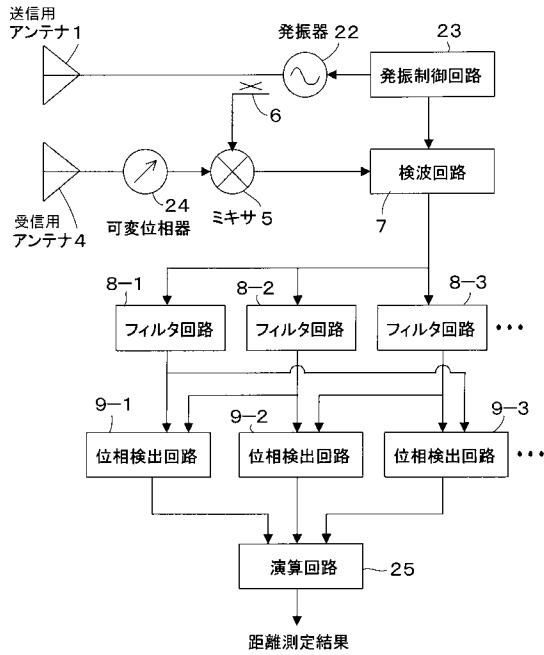 送信用
アンテナ1
発振器 22
23
発振制御回路
6
検波回路
7
受信用
アンテナ4
24
可変位相器
ミキサ 5
8-1
8-2
8-3
フィルタ回路
フィルタ回路
フィルタ回路
•••
9-1
9-2
9-3
位相検出回路
位相検出回路
位相検出回路
•••
演算回路
25
距離測定結果